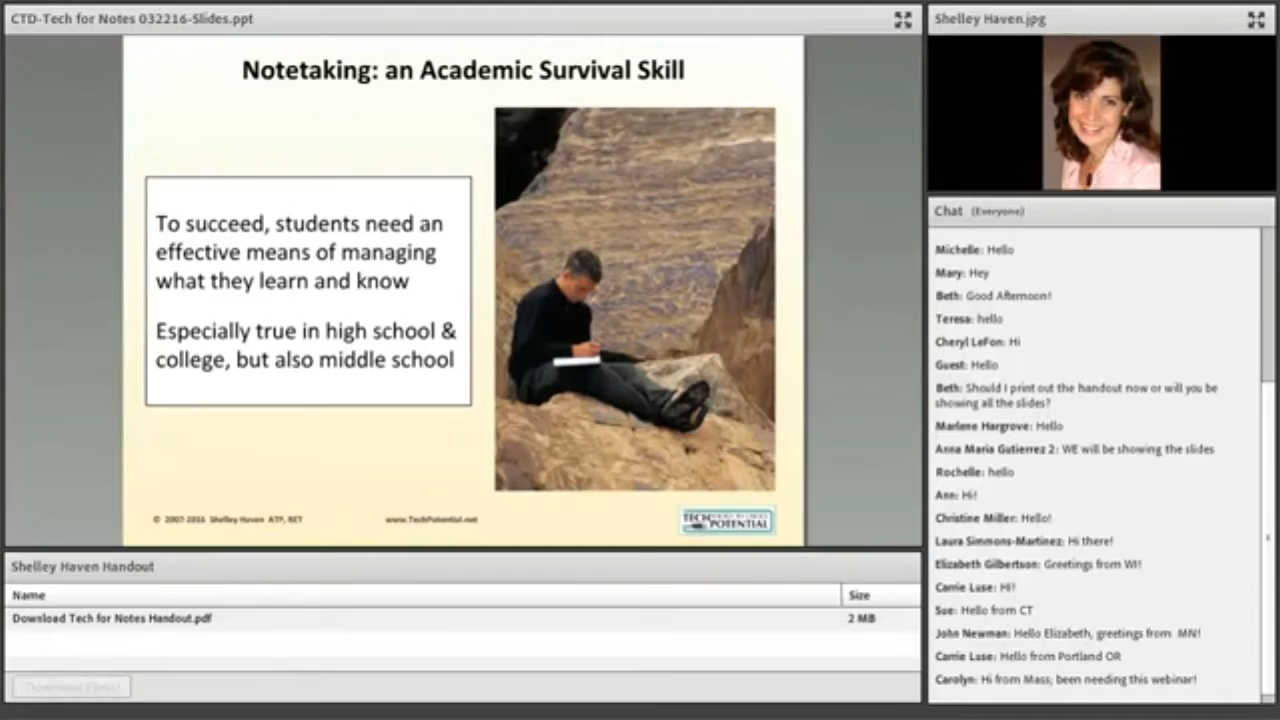 CTD-Tech for Notes 032216-Slides.ppt
Notetaking: an Academic Survival Skill
To succeed, students need an
effective means of managing
what they learn and know
Especially true in high school &
college, but also middle school
© 2007-2016 Shelley Haven ATP, RET
www.TechPotential.net
TECH
POTENTIAL
Shelley Haven Handout
Name
Size
Download Tech for Notes Handout.pdf
2 MB
Shelley Haven.jpg
Chat (Everyone)
Michelle: Hello
Mary: Hey
Beth: Good Afternoon!
Teresa: hello
Cheryl LeFon: Hi
Guest: Hello
Beth: Should I print out the handout now or will you be
showing all the slides?
Marlene Hargrove: Hello
Anna Maria Gutierrez 2: WE will be showing the slides
Rochelle: hello
Ann: Hi!
Christine Miller: Hello!
Laura Simmons-Martinez: Hi there!
Elizabeth Gilbertson: Greetings from WI!
Carrie Luse: HI!
Sue: Hello from CT
John Newman: Hello Elizabeth, greetings from MN!
Carrie Luse: Hello from Portland OR
Carolyn: Hi from Mass; been needing this webinar!